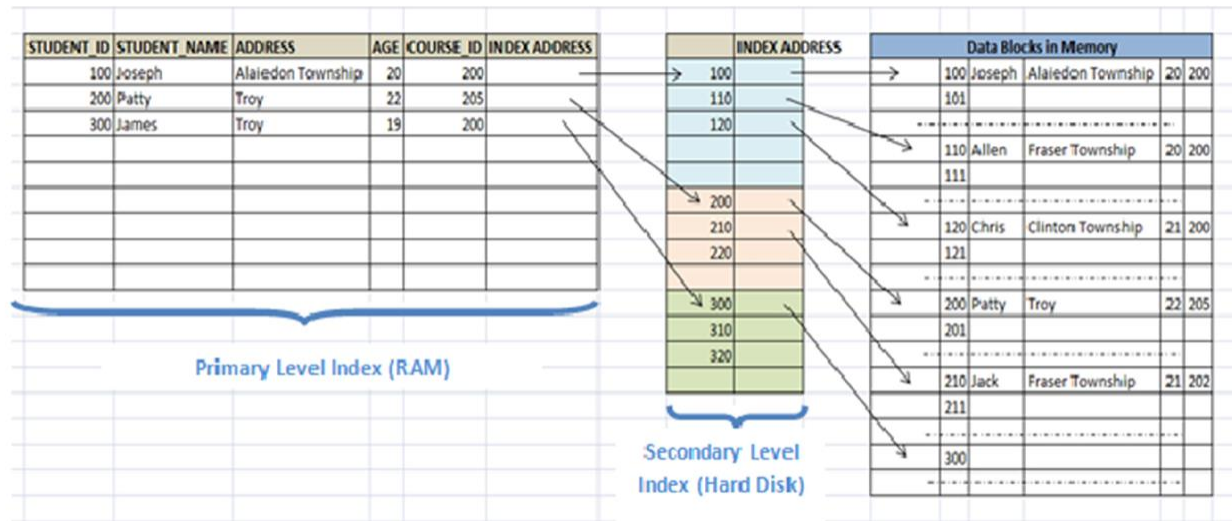 STUDENT_ID STUDENT_NAME ADDRESS AGE COURSE_ID INDEX ADDRESS
100 Joseph Alaiedon Township 20 200
200 Patty Troy 22 205
300 James Troy 19 200
Primary Level Index (RAM)
INDEX ADDRESS
100
110
120
200
210
220
300
310
320
Secondary Level
Index (Hard Disk)
Data Blocks in Memory
100 Joseph Alaiedon Township 20 200
101
110 Allen Fraser Township 20 200
111
120 Chris Clinton Township 21 200
121
200 Patty Troy 22 205
201
210 Jack Fraser Township 21 202
211
300